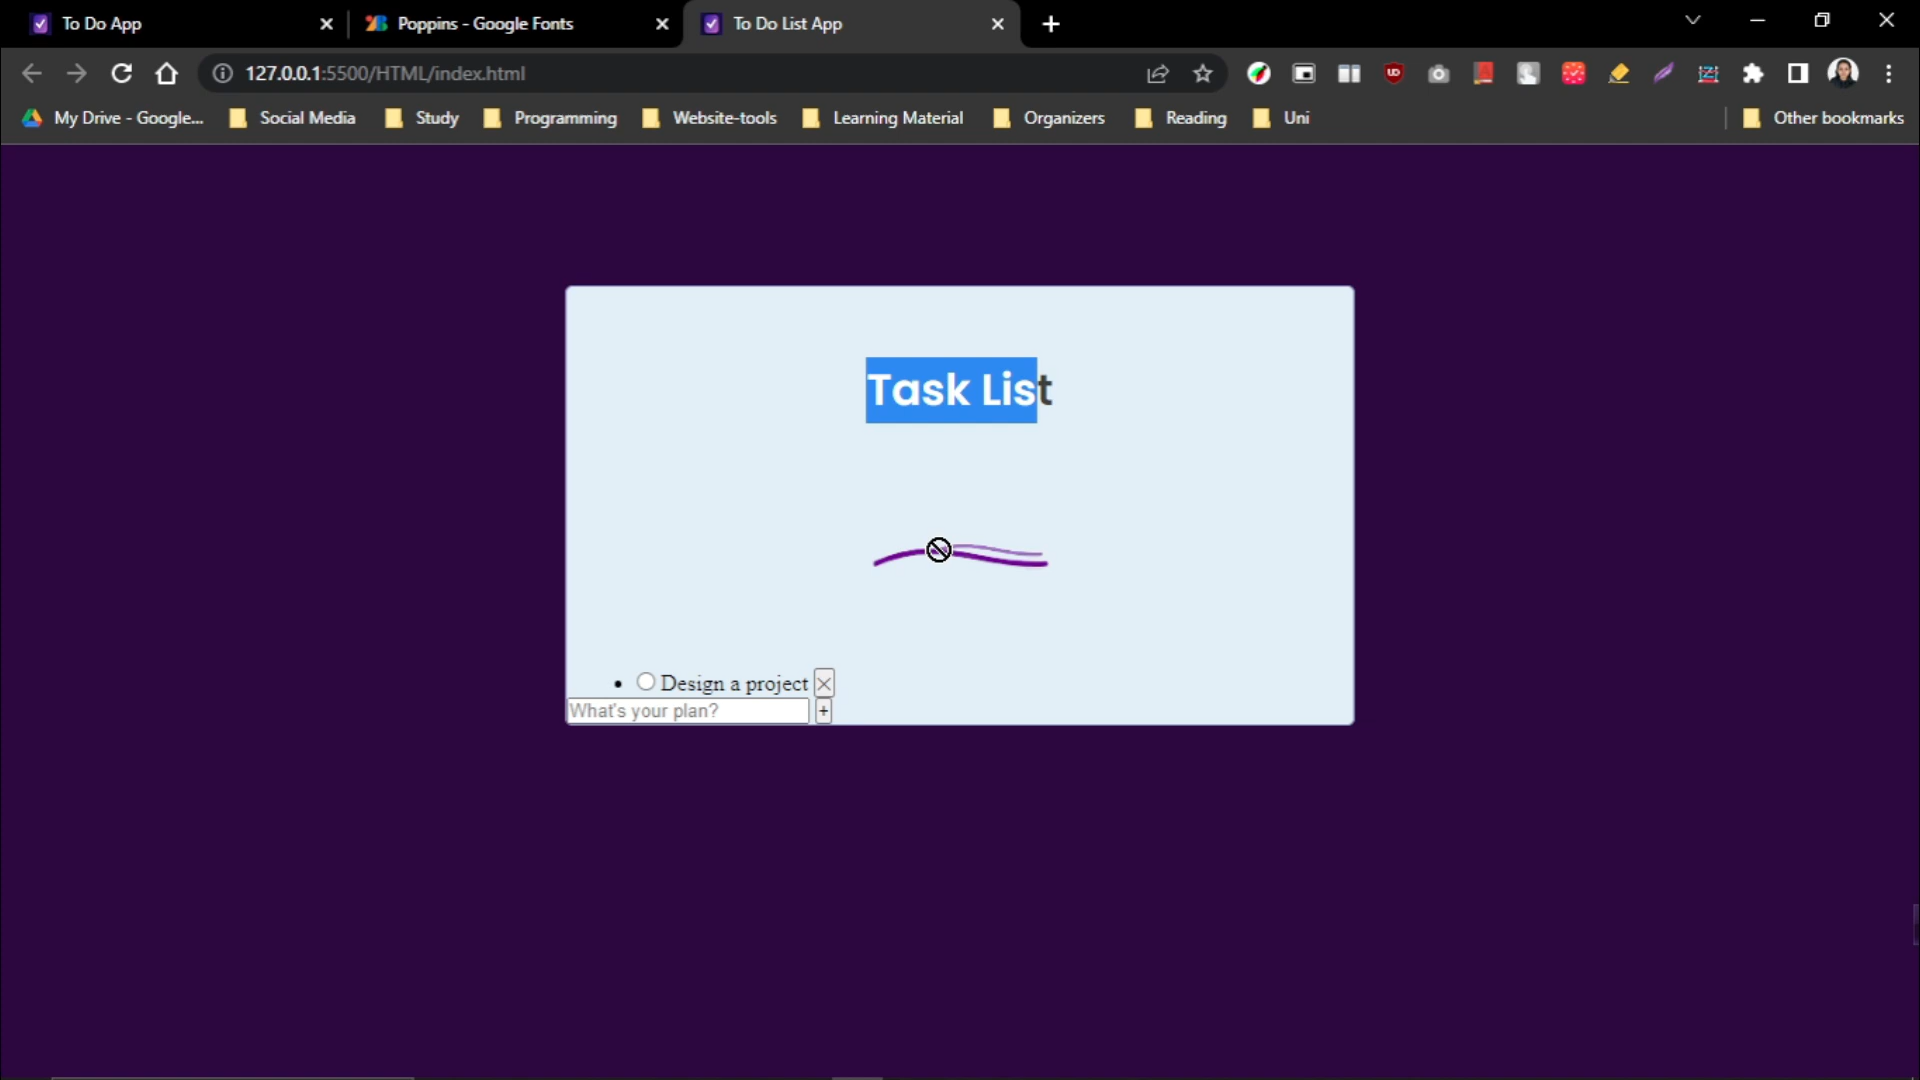 To Do App
Poppins - Google Fonts
To Do List App
127.0.0.1:5500/HTML/index.html
My Drive - Google...
Social Media
Study
Programming
Website-tools
Learning Material
Organizers
Reading
Uni
Other bookmarks
Task List
Design a project
What's your plan?
+